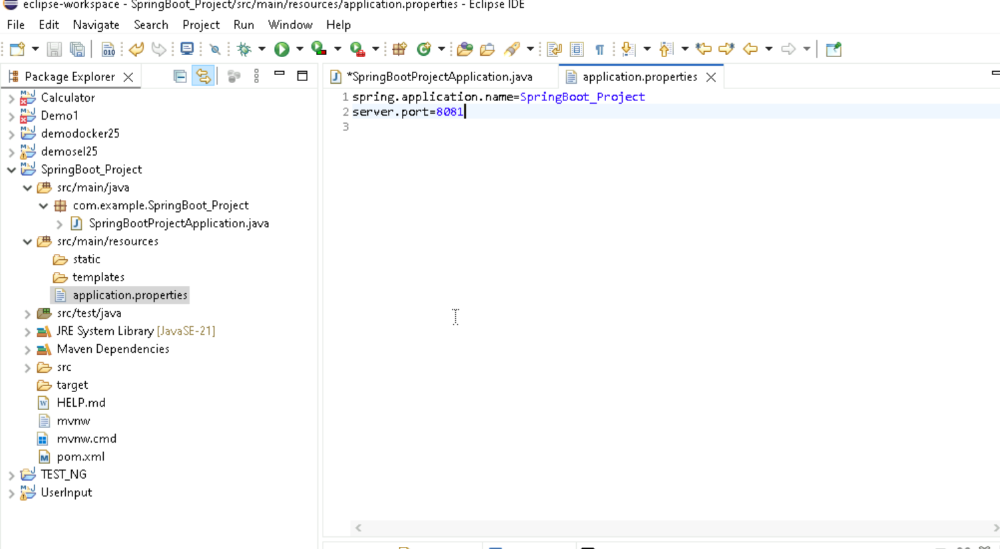 eclipse-workspace - SpringBoot_Project/src/main/resources/application.properties - Eclipse IDE
File Edit Navigate Search Project Run Window Help
Package Explorer
*SpringBootProjectApplication.java
application.properties
Calculator
Demo1
demodocker25
demosel25
SpringBoot_Project
src/main/java
com.example.SpringBoot_Project
SpringBootProjectApplication.java
src/main/resources
static
templates
application.properties
src/test/java
JRE System Library [JavaSE-21]
Maven Dependencies
src
target
HELP.md
mvnw
mvnw.cmd
pom.xml
TEST_NG
UserInput
1 spring.application.name=SpringBoot_Project
2 server.port=8081
3